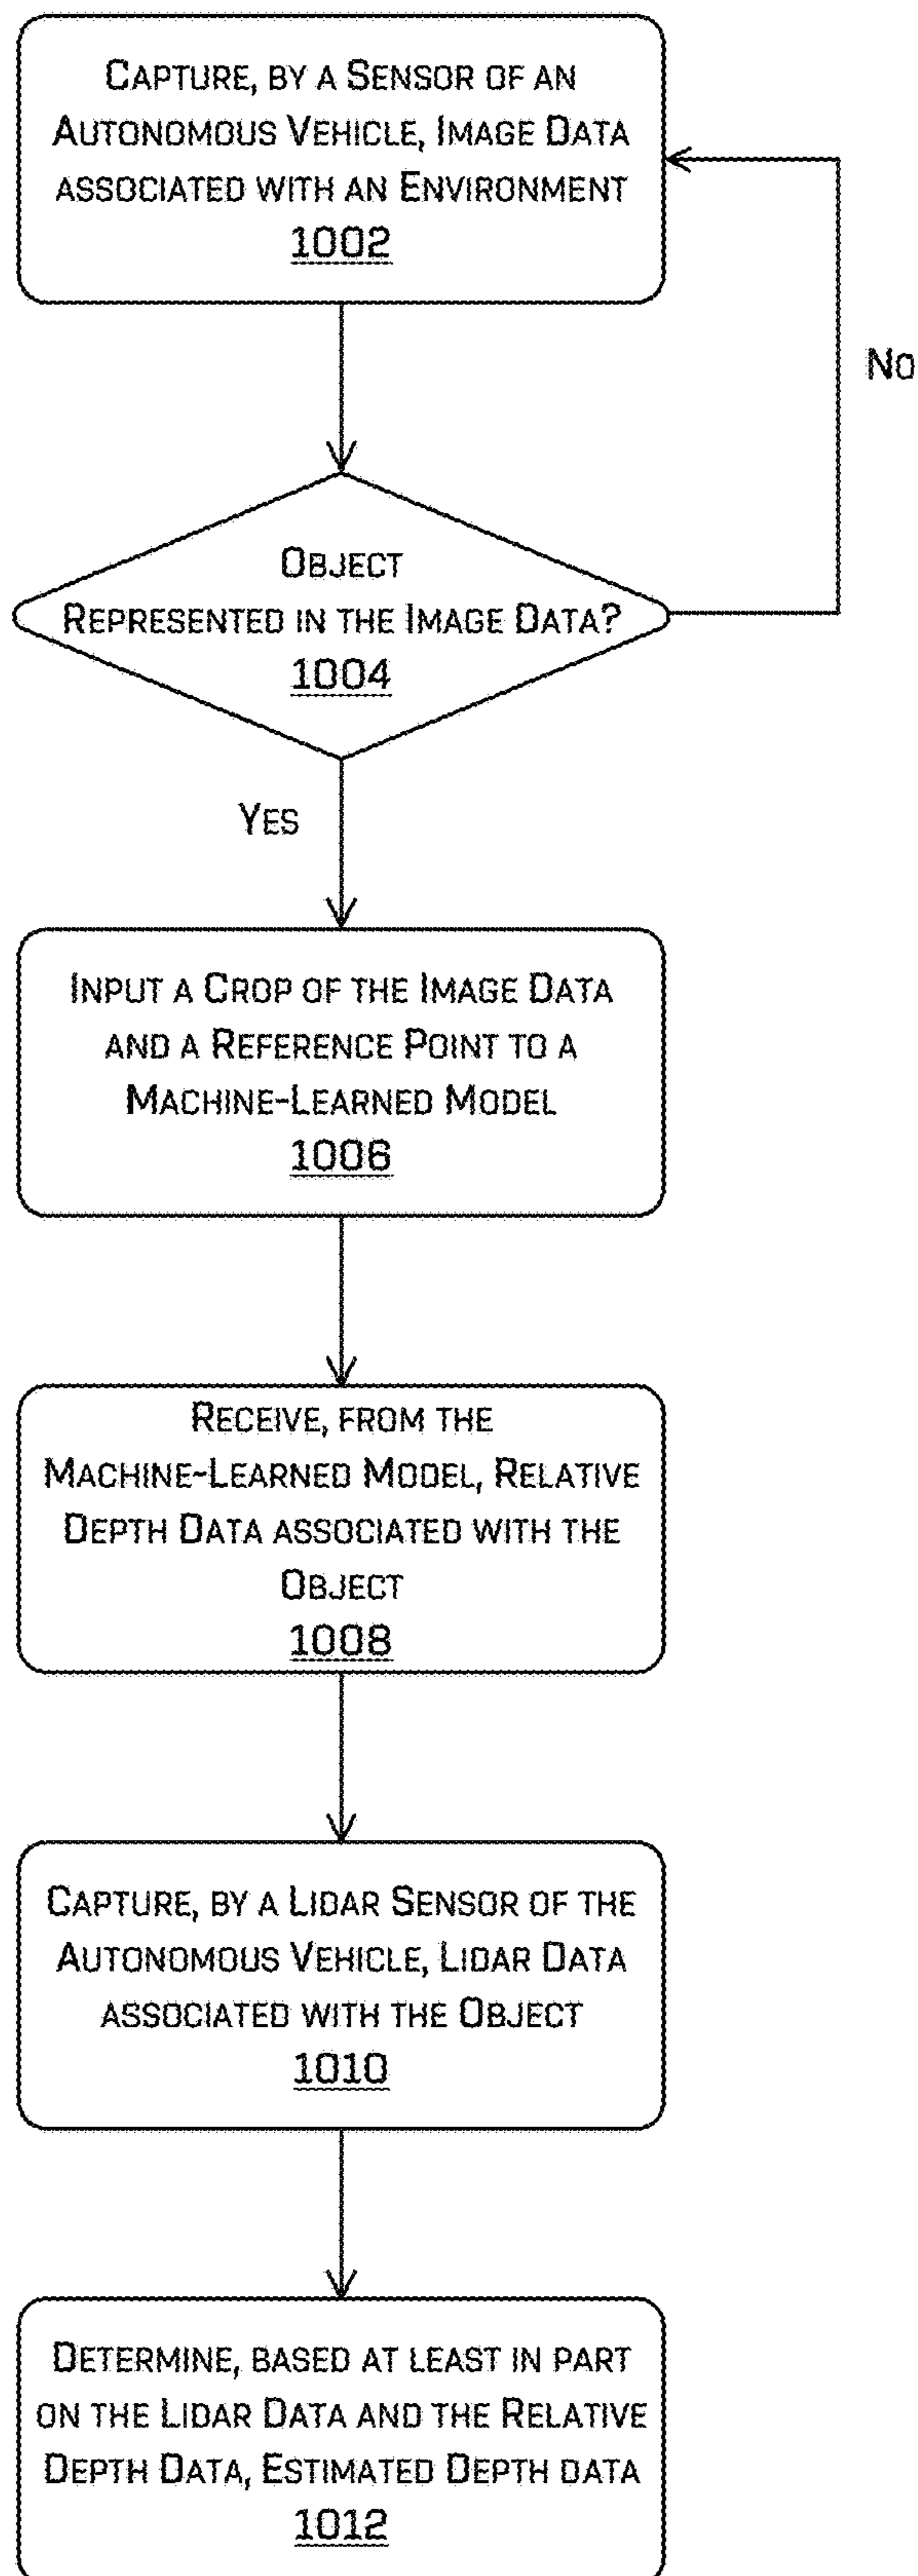 CAPTURE, BY A SENSOR OF AN
AUTONOMOUS VEHICLE, IMAGE DATA
ASSOCIATED WITH AN ENVIRONMENT
1002
NO
OBJECT
REPRESENTED IN THE IMAGE DATA?
1004
YES
INPUT A CROP OF THE IMAGE DATA
AND A REFERENCE POINT TO A
MACHINE-LEARNED MODEL
1006
RECEIVE, FROM THE
MACHINE-LEARNED MODEL, RELATIVE
DEPTH DATA ASSOCIATED WITH THE
OBJECT
1008
CAPTURE, BY A LIDAR SENSOR OF THE
AUTONOMOUS VEHICLE, LIDAR DATA
ASSOCIATED WITH THE OBJECT
1010
DETERMINE, BASED AT LEAST IN PART
ON THE LIDAR DATA AND THE RELATIVE
DEPTH DATA, ESTIMATED DEPTH DATA
1012